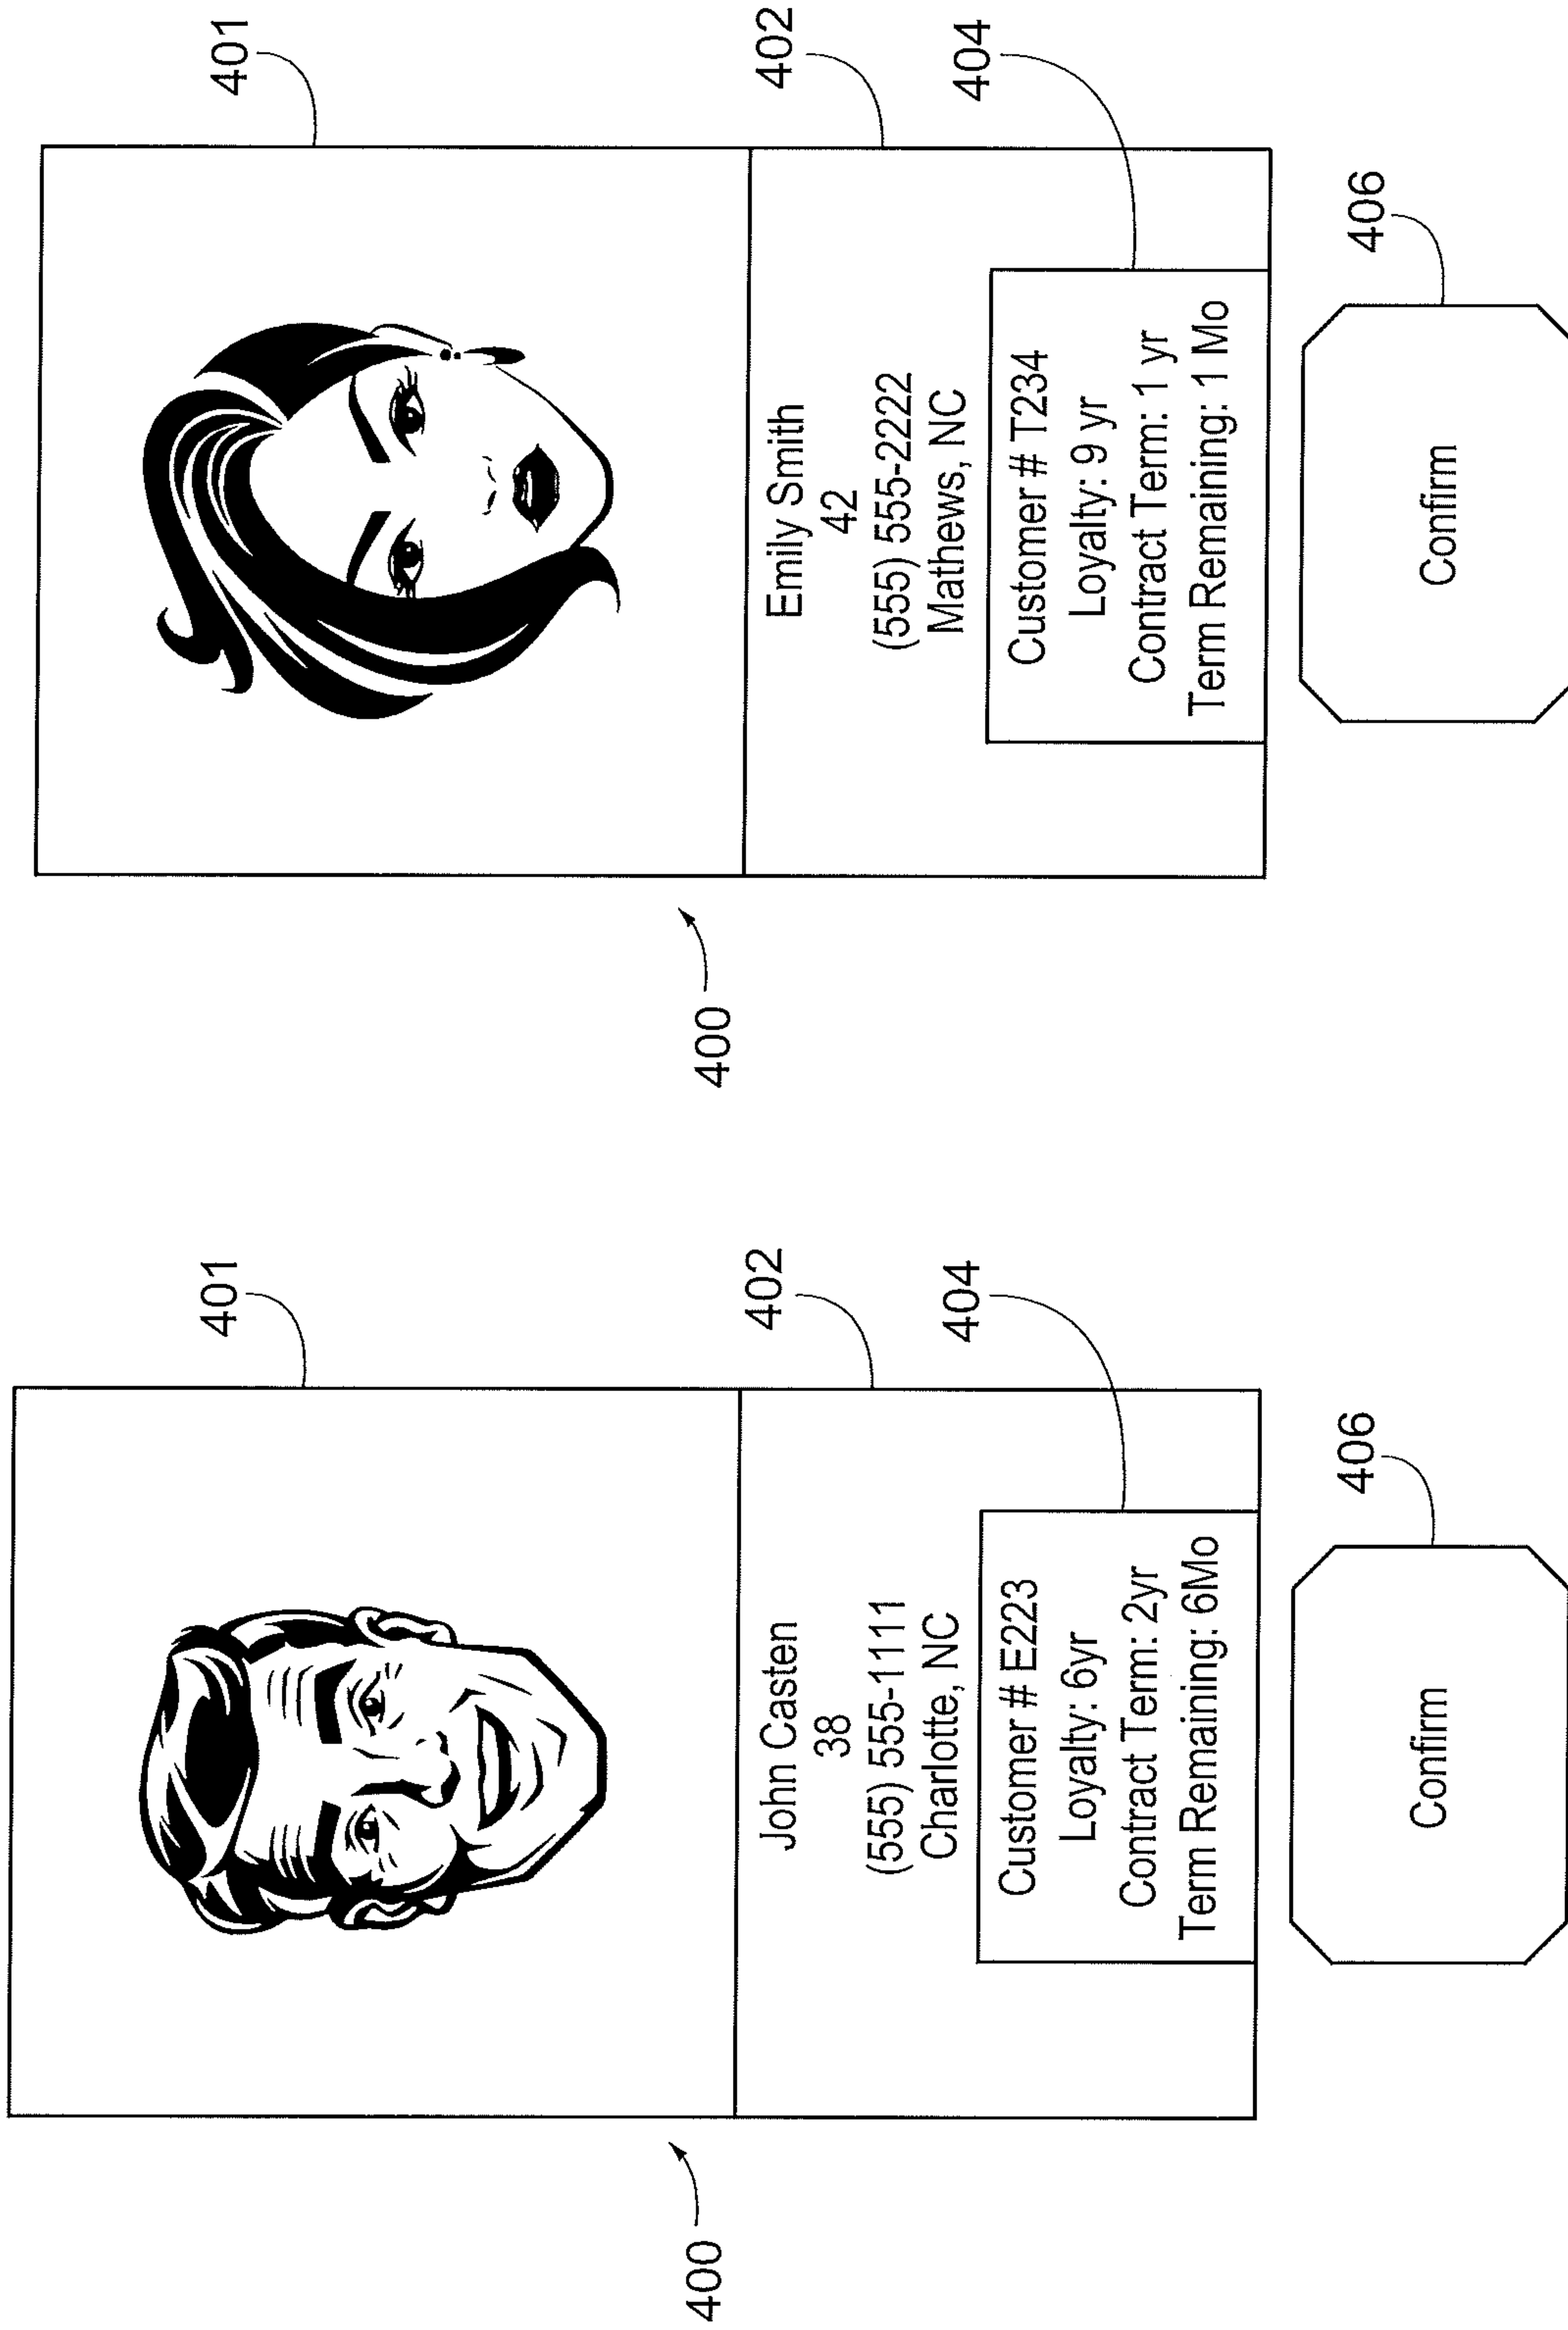 401
John Casten
38
(555) 555-1111
Charlotte, NC
402
404
Customer # E223
Loyalty: 6yr
Contract Term: 2yr
Term Remaining: 6Mo
400
Confirm
406
401
Emily Smith
42
(555) 555-2222
Mathews, NC
402
404
Customer # T234
Loyalty: 9 yr
Contract Term: 1 yr
Term Remaining: 1 Mo
400
Confirm
406